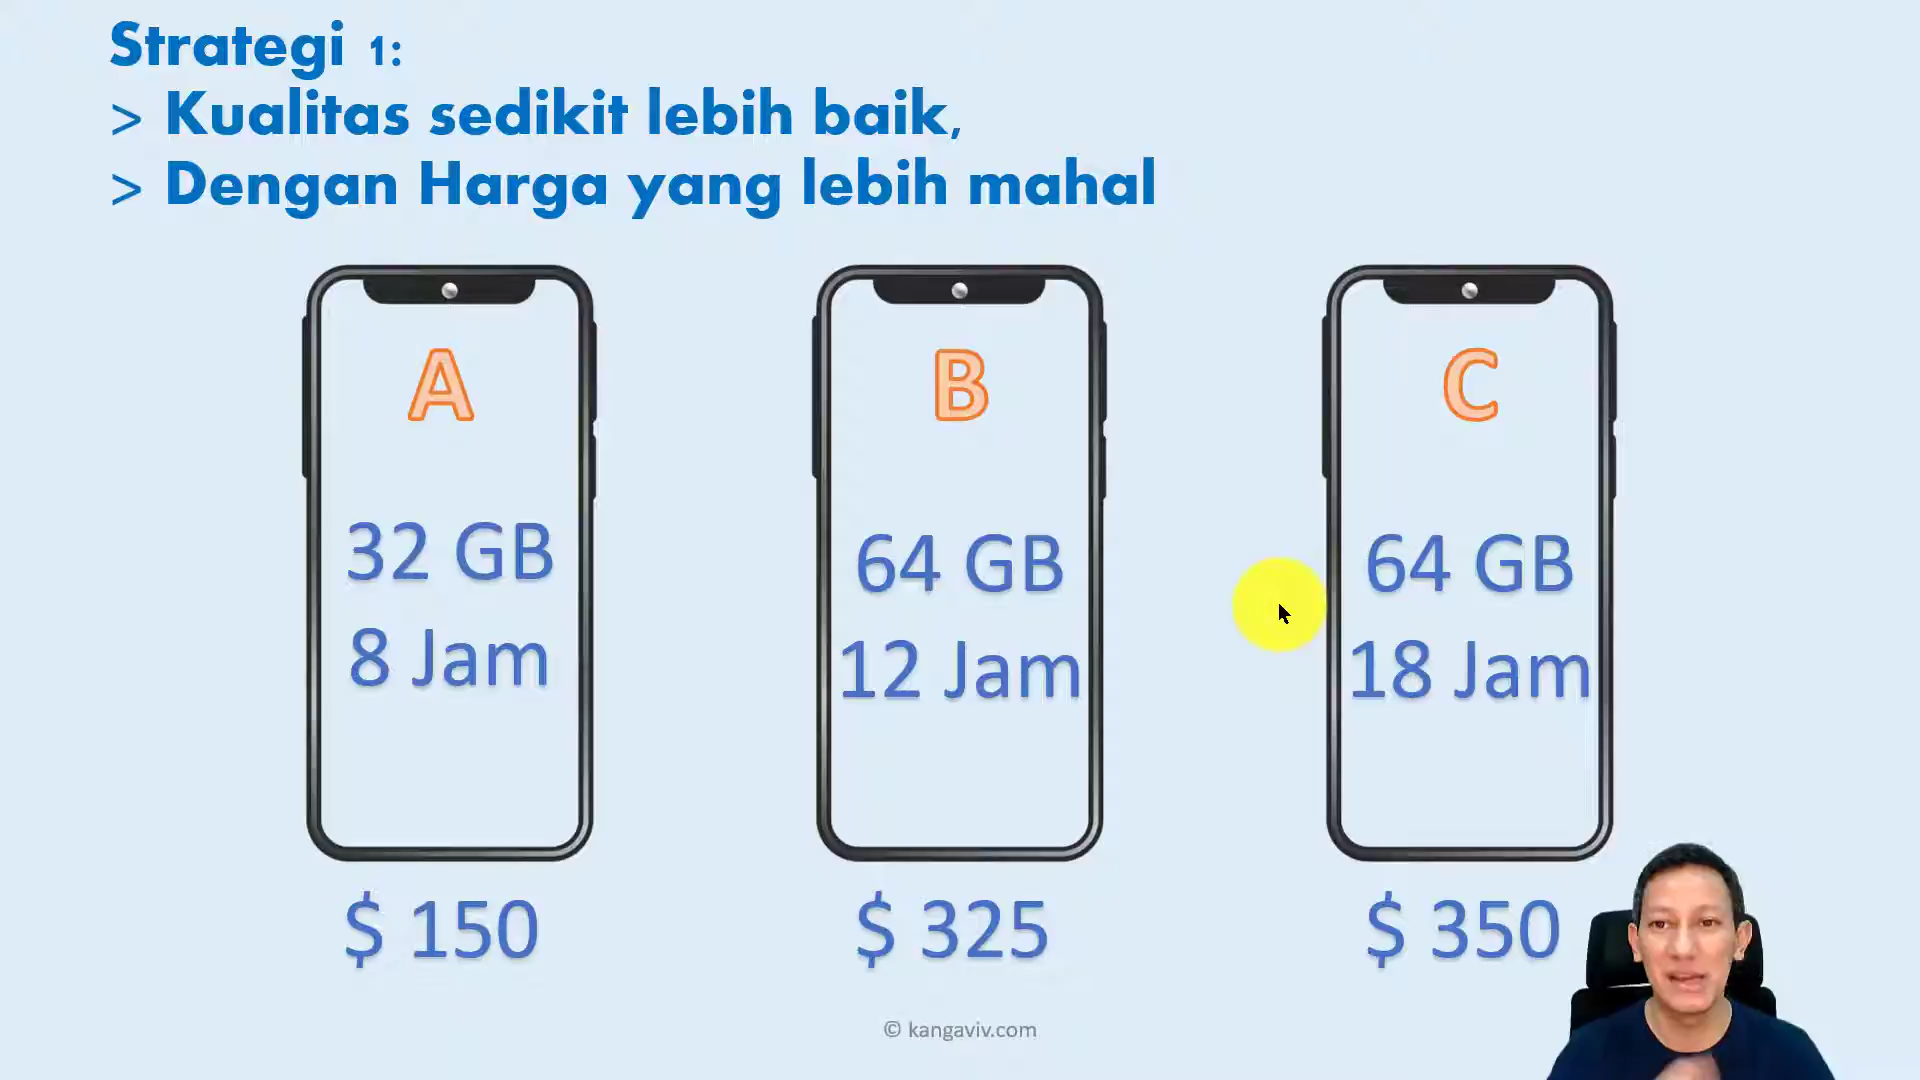 Strategi 1:
> Kualitas sedikit lebih baik,
> Dengan Harga yang lebih mahal
A
32 GB
8 Jam
$ 150
B
64 GB
12 Jam
$ 325
C
64 GB
18 Jam
$ 350
© kangaviv.com